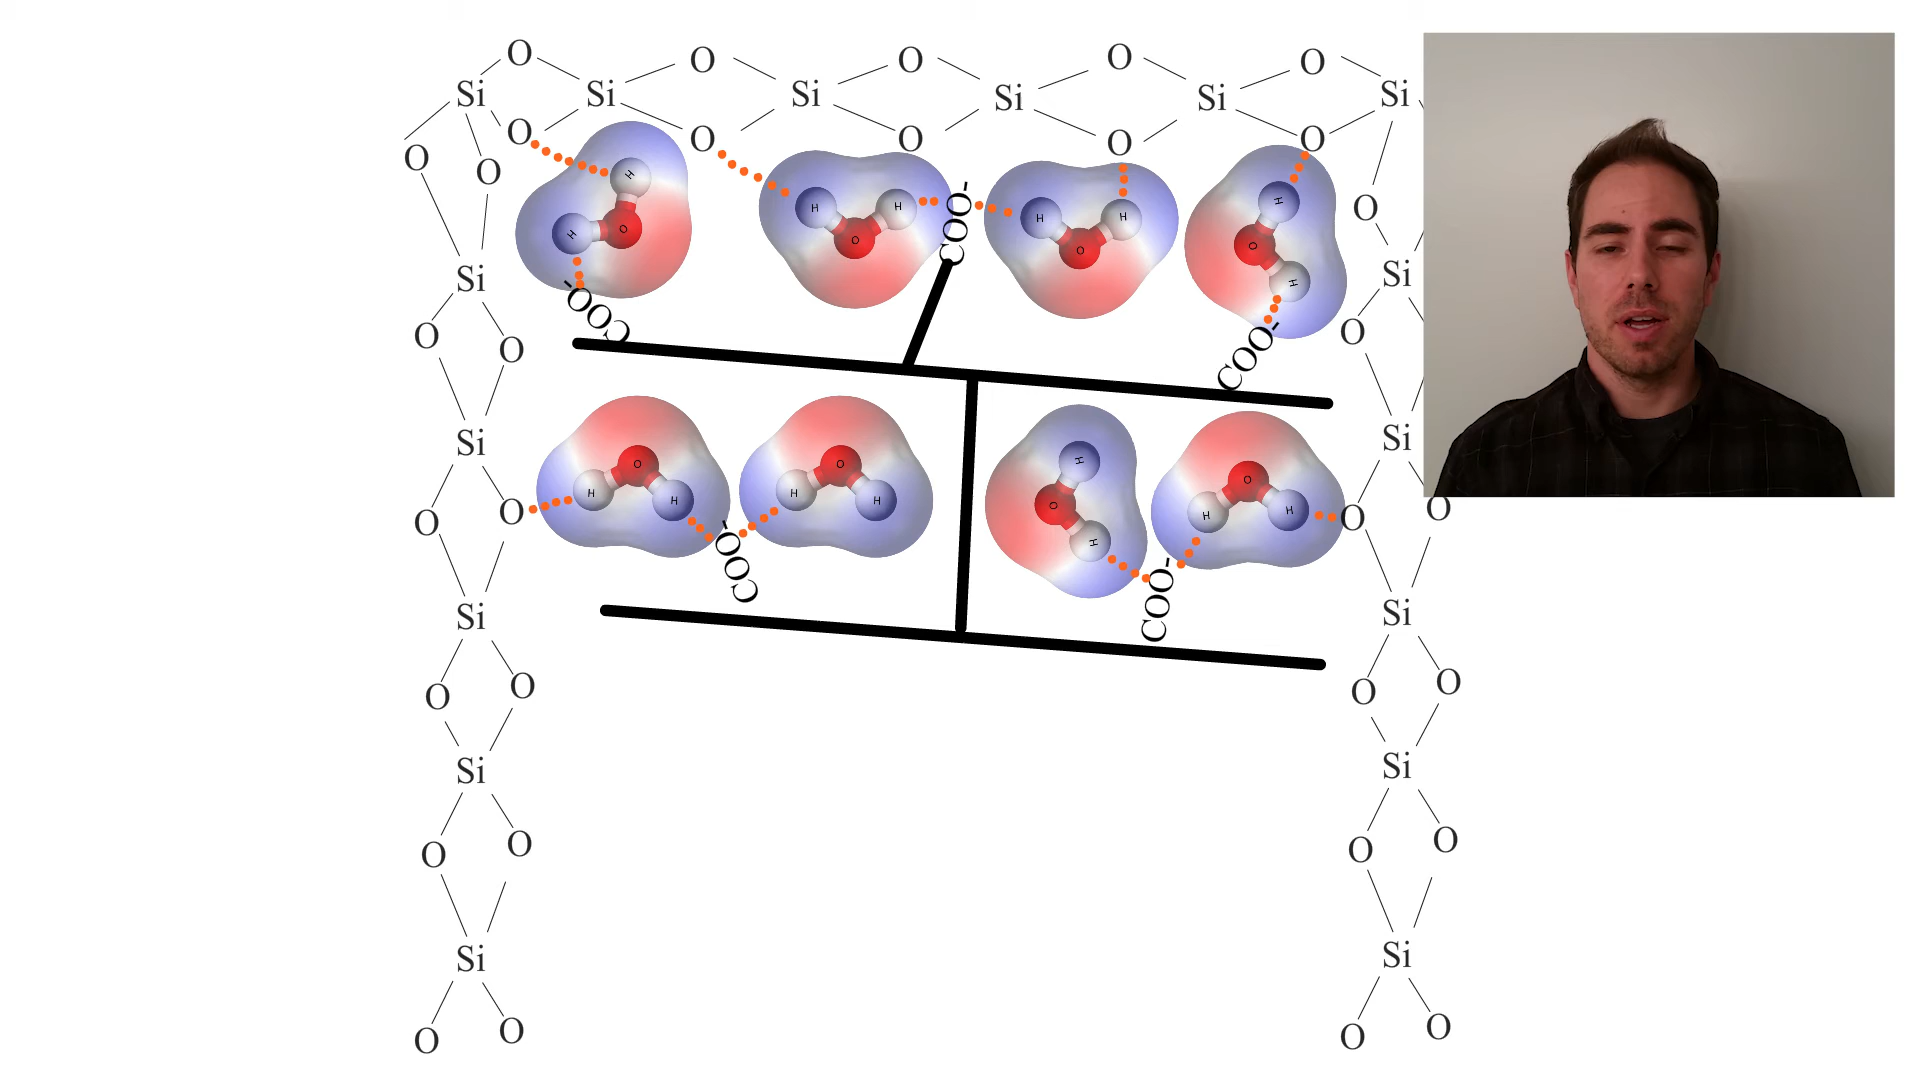 O O O O O
Si Si Si Si Si Si
O O O O O
O O
H
H O
COO-
H H
O
COO-
H H
O
H
O
H
COO-
O
Si Si
O O O
O
H H
O
H H
H
O
H
O
H H
Si Si
O O O O
COO-
COO-
Si Si
O O O O
Si Si
O O O O
Si Si
O O O O